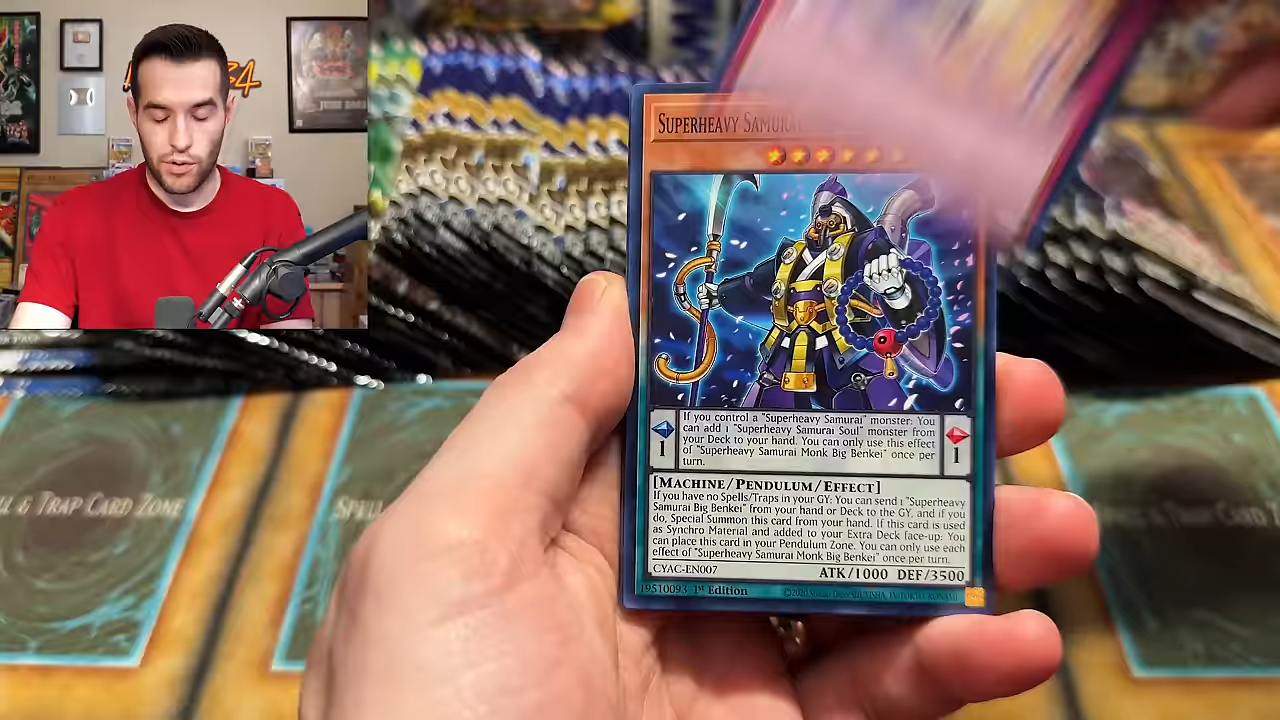 SUPERHEAVY SAMURAI
1
If you control a "Superheavy Samurai" monster: You
can add 1 "Superheavy Samurai Soul" monster from
your Deck to your hand. You can only use this effect
of "Superheavy Samurai Monk Big Benkei" once per
turn.
1
[MACHINE/PENDULUM/EFFECT]
If you have no Spells/Traps in your GY: You can send 1 "Superheavy
Samurai Big Benkei" from your hand or Deck to the GY, and if you
do, Special Summon this card from your hand. If this card is used
as Synchro Material and added to your Extra Deck face-up: You
can place this card in your Pendulum Zone. You can only use each
effect of "Superheavy Samurai Monk Big Benkei" once per turn.
CYAC-EN007
ATK/1000 DEF/3500
19510093 1st Edition
& TRAP CARD ZONE